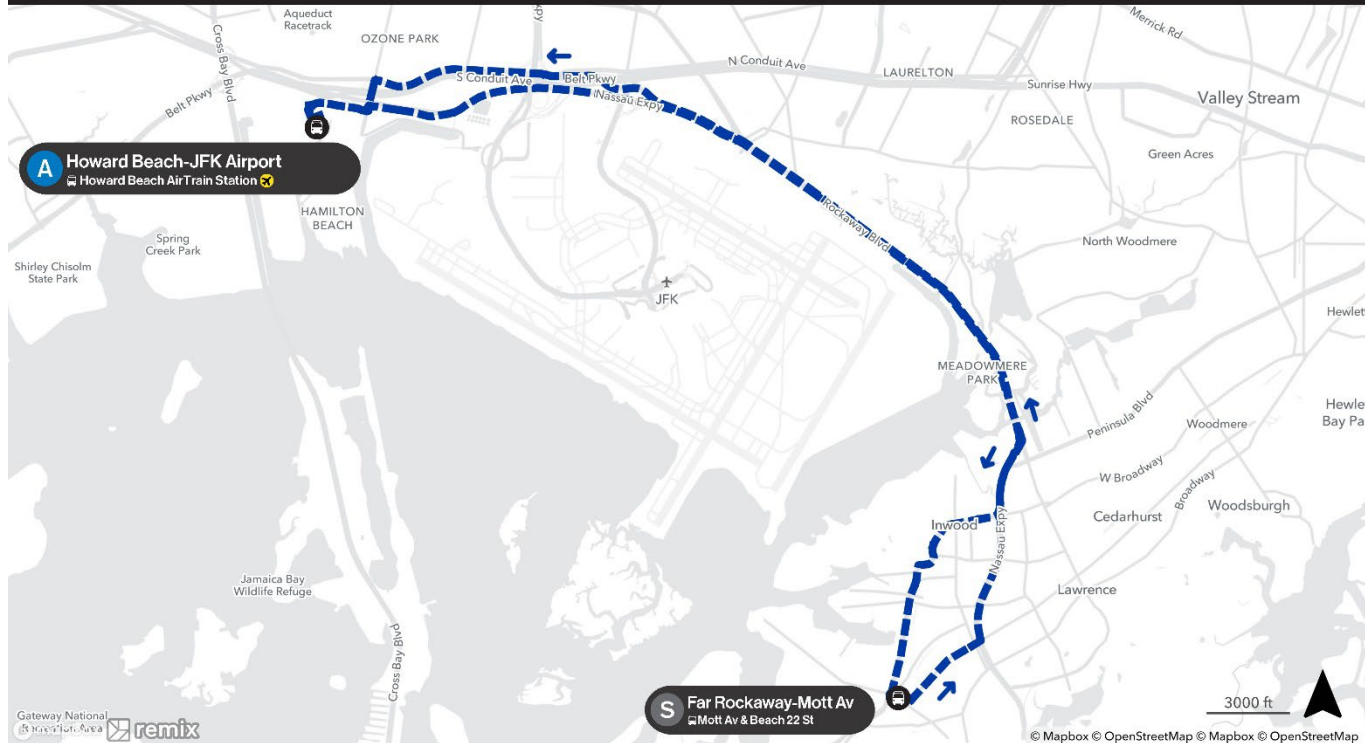 Aqueduct
Racetrack
OZONE PARK
Cross Bay Blvd
Expy
Merrick Rd
N Conduit Ave
S Conduit Ave
Belt Pkwy
LAURELTON
Sunrise Hwy
Valley Stream
Nassau Expy
ROSEDALE
Belt Pkwy
Green Acres
A
Howard Beach-JFK Airport
Howard Beach AirTrain Station
HAMILTON
BEACH
Rockaway Blvd
Spring
Creek Park
North Woodmere
Shirley Chisolm
State Park
JFK
Hewlett
MEADOWMERE
PARK
Peninsula Blvd
Hewle
Bay Pa
Woodmere
W Broadway
Broadway
Woodsburgh
Cedarhurst
Inwood
Nassau Expy
Jamaica Bay
Wildlife Refuge
Lawrence
Cross Bay Blvd
S
Far Rockaway-Mott Av
Mott Av & Beach 22 St
3000 ft
Gateway National
Recreation Area
remix
© Mapbox © OpenStreetMap © Mapbox © OpenStreetMap